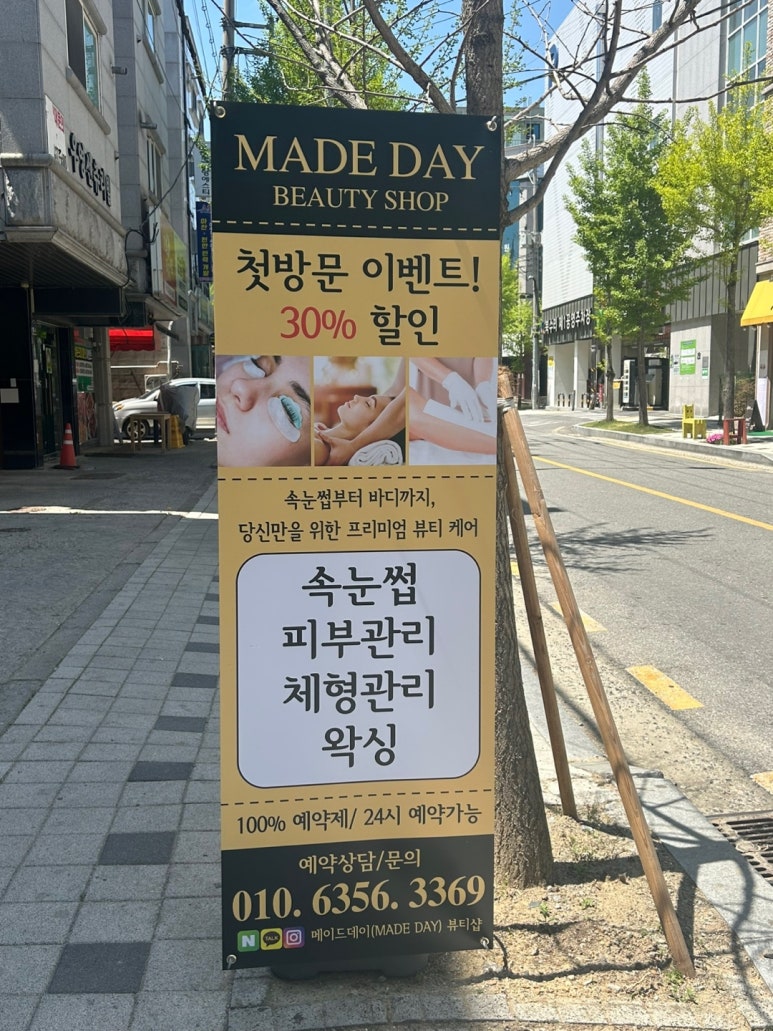 MADE DAY
BEAUTY SHOP
첫방문 이벤트!
30% 할인
속눈썹부터 바디까지,
당신만을 위한 프리미엄 뷰티 케어
속눈썹
피부관리
체형관리
왁싱
100% 예약제/ 24시 예약가능
예약상담/문의
010. 6356. 3369
N TALK 메이드데이(MADE DAY) 뷰티샵